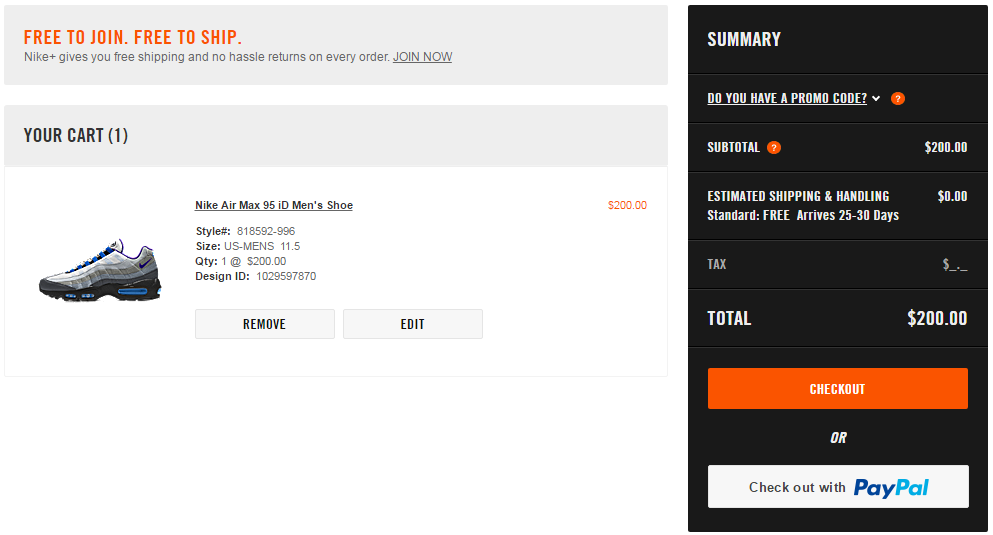 FREE TO JOIN. FREE TO SHIP.
Nike+ gives you free shipping and no hassle returns on every order. JOIN NOW
YOUR CART (1)
Nike Air Max 95 iD Men's Shoe
$200.00
Style#: 818592-996
Size: US-MENS 11.5
Qty: 1 @ $200.00
Design ID: 1029597870
REMOVE
EDIT
SUMMARY
DO YOU HAVE A PROMO CODE? ?
SUBTOTAL ? $200.00
ESTIMATED SHIPPING & HANDLING $0.00
Standard: FREE Arrives 25-30 Days
TAX $_._
TOTAL $200.00
CHECKOUT
OR
Check out with PayPal